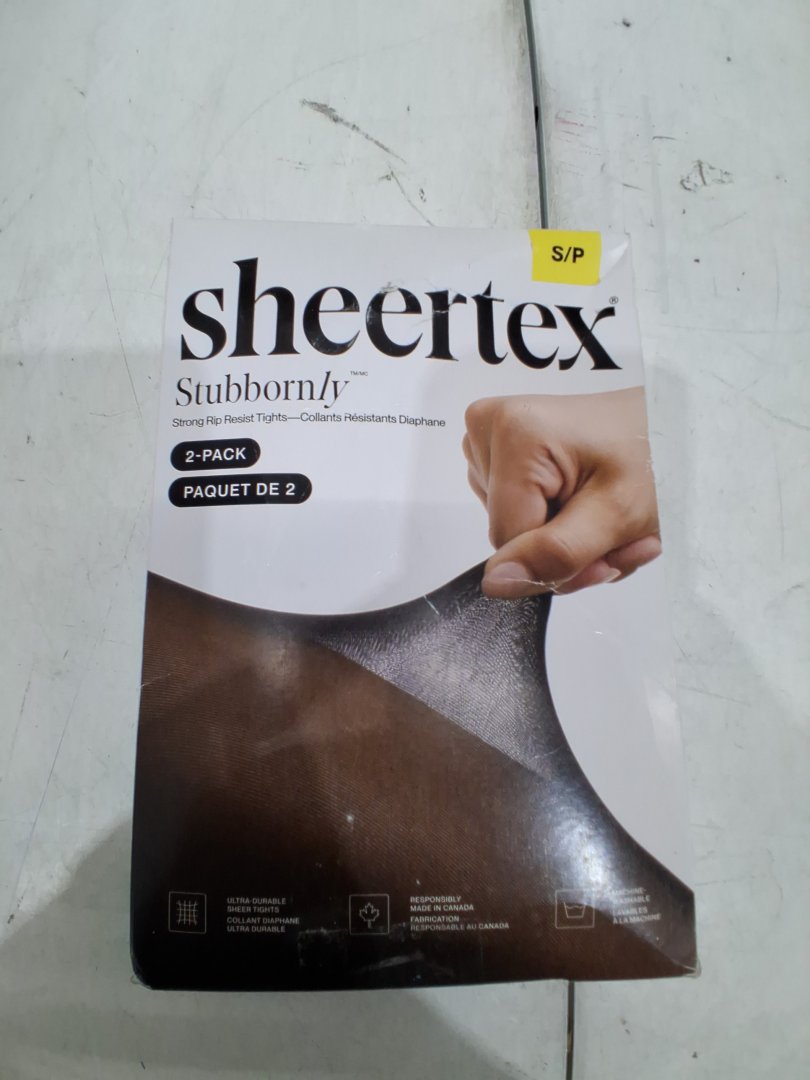 S/P
sheertex®
Stubbornly™/MC
Strong Rip Resist Tights—Collants Résistants Diaphane
2-PACK
PAQUET DE 2
ULTRA-DURABLE
SHEER TIGHTS
COLLANT DIAPHANE
ULTRA DURABLE
RESPONSIBLY
MADE IN CANADA
FABRICATION
RESPONSABLE AU CANADA
MACHINE-
WASHABLE
LAVABLES
À LA MACHINE